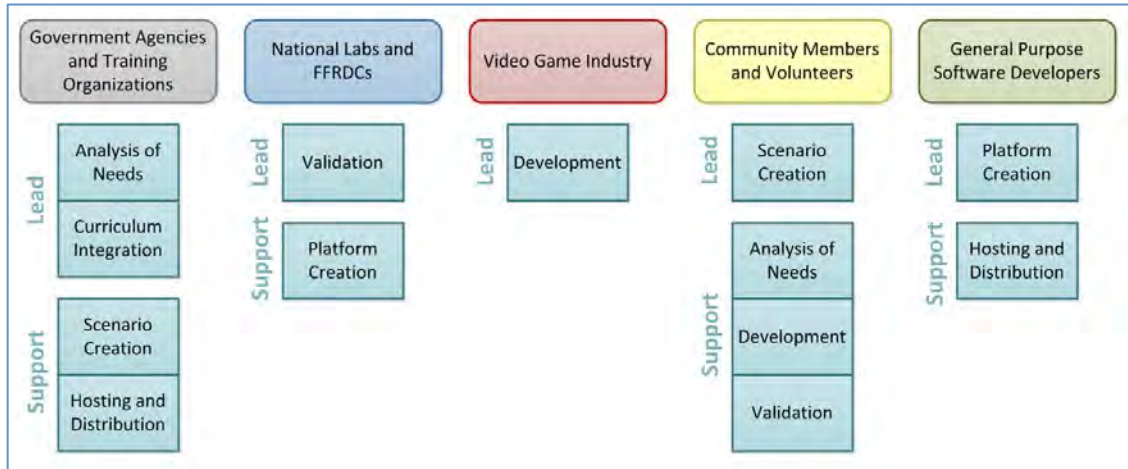 Government Agencies
and Training
Organizations
National Labs and
FFRDCs
Video Game Industry
Community Members
and Volunteers
General Purpose
Software Developers
Lead
Analysis of
Needs
Curriculum
Integration
Support
Scenario
Creation
Hosting and
Distribution
Lead
Validation
Support
Platform
Creation
Lead
Development
Lead
Scenario
Creation
Support
Analysis of
Needs
Development
Validation
Lead
Platform
Creation
Support
Hosting and
Distribution